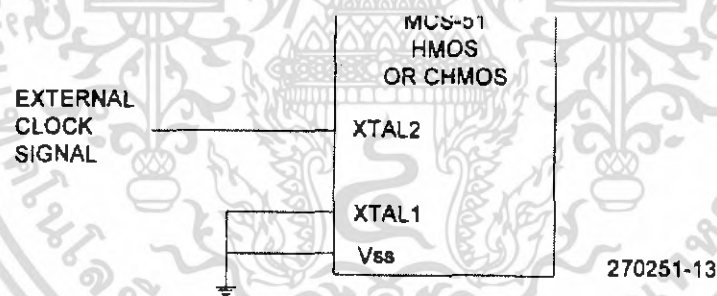 MCS-51
HMOS
OR CHMOS
EXTERNAL
CLOCK
SIGNAL
XTAL2
XTAL1
Vss
270251-13